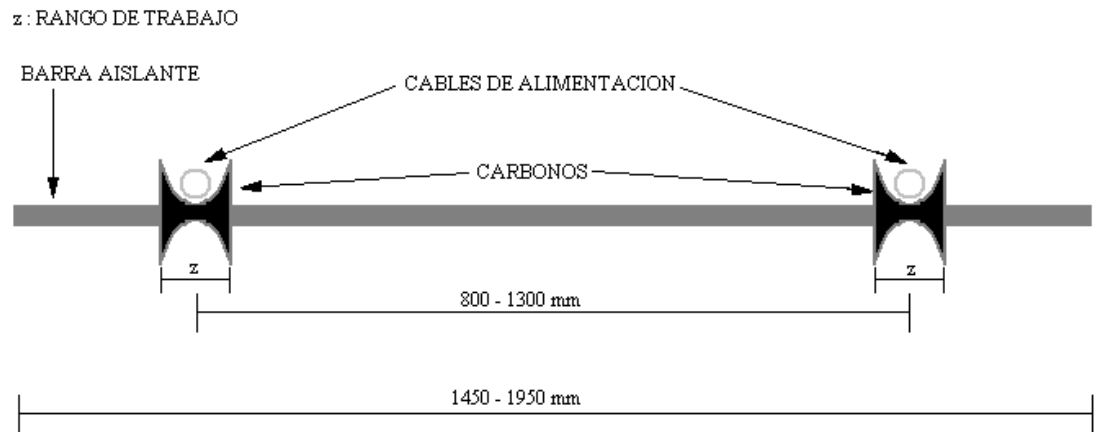 z : RANGO DE TRABAJO
BARRA AISLANTE
CABLES DE ALIMENTACION
CARBONOS
z
z
800 - 1300 mm
1450 - 1950 mm